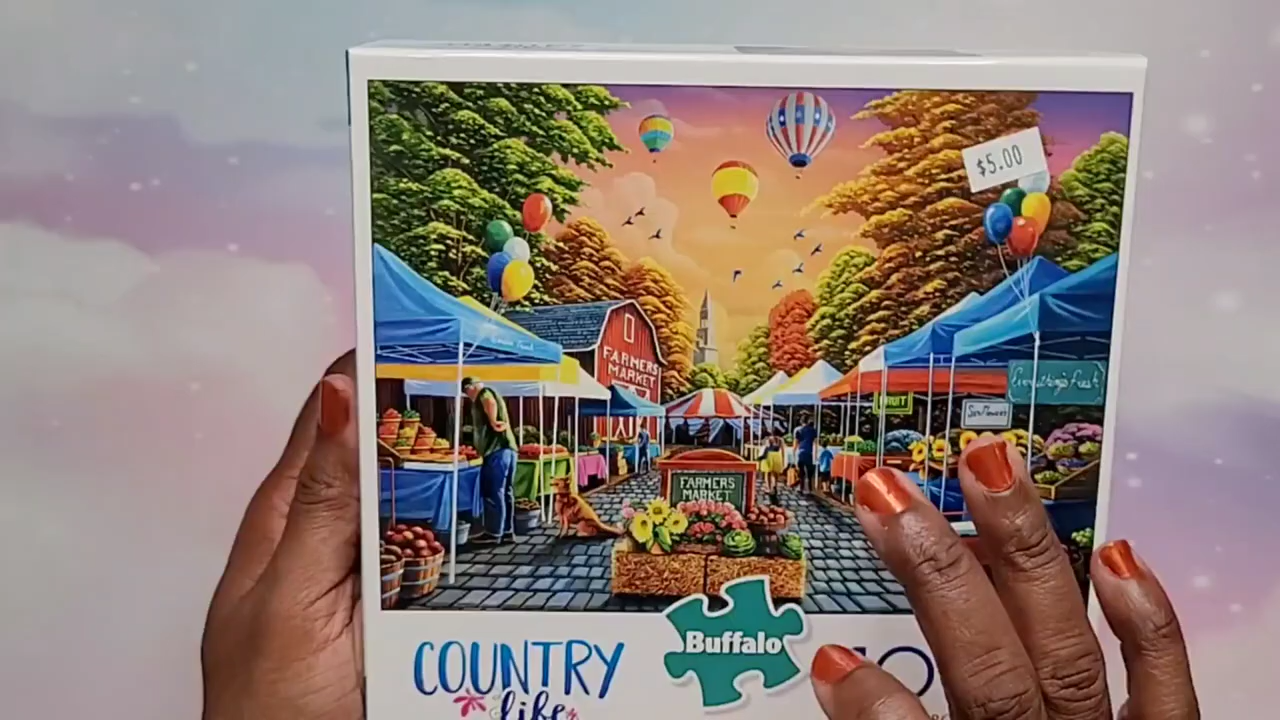 $5.00
FARMERS
MARKET
Everything's Fresh
FRUIT
SunFlowers
FARMERS
MARKET
Buffalo
COUNTRY
life